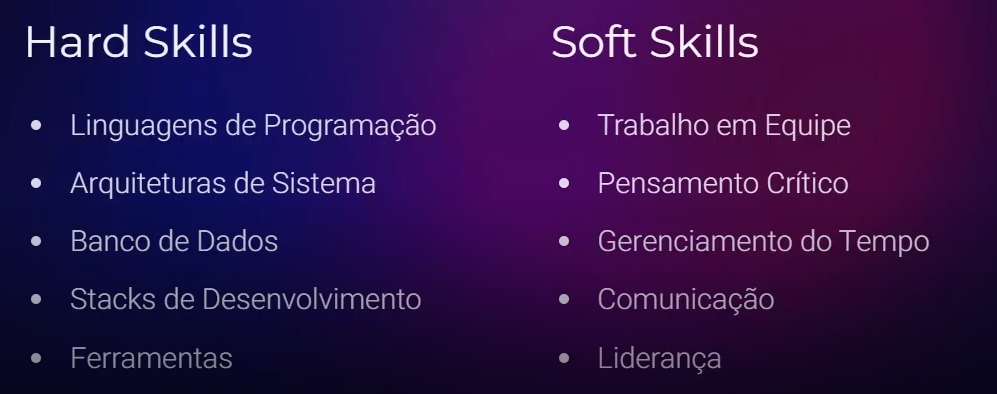 Hard Skills
• Linguagens de Programação
• Arquiteturas de Sistema
• Banco de Dados
• Stacks de Desenvolvimento
• Ferramentas
Soft Skills
• Trabalho em Equipe
• Pensamento Crítico
• Gerenciamento do Tempo
• Comunicação
• Liderança